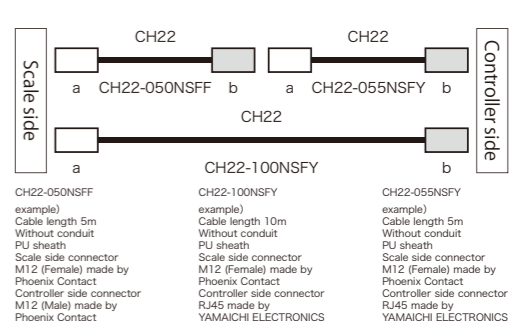 CH22
CH22
Scale side
Controller side
a
CH22-050NSFF
b
a
CH22-055NSFY
b
CH22
a
CH22-100NSFY
b
CH22-050NSFF
example)
Cable length 5m
Without conduit
PU sheath
Scale side connector
M12 (Female) made by
Phoenix Contact
Controller side connector
M12 (Male) made by
Phoenix Contact
CH22-100NSFY
example)
Cable length 10m
Without conduit
PU sheath
Scale side connector
M12 (Female) made by
Phoenix Contact
Controller side connector
RJ45 made by
YAMAICHI ELECTRONICS
CH22-055NSFY
example)
Cable length 5m
Without conduit
PU sheath
Scale side connector
M12 (Female) made by
Phoenix Contact
Controller side connector
RJ45 made by
YAMAICHI ELECTRONICS